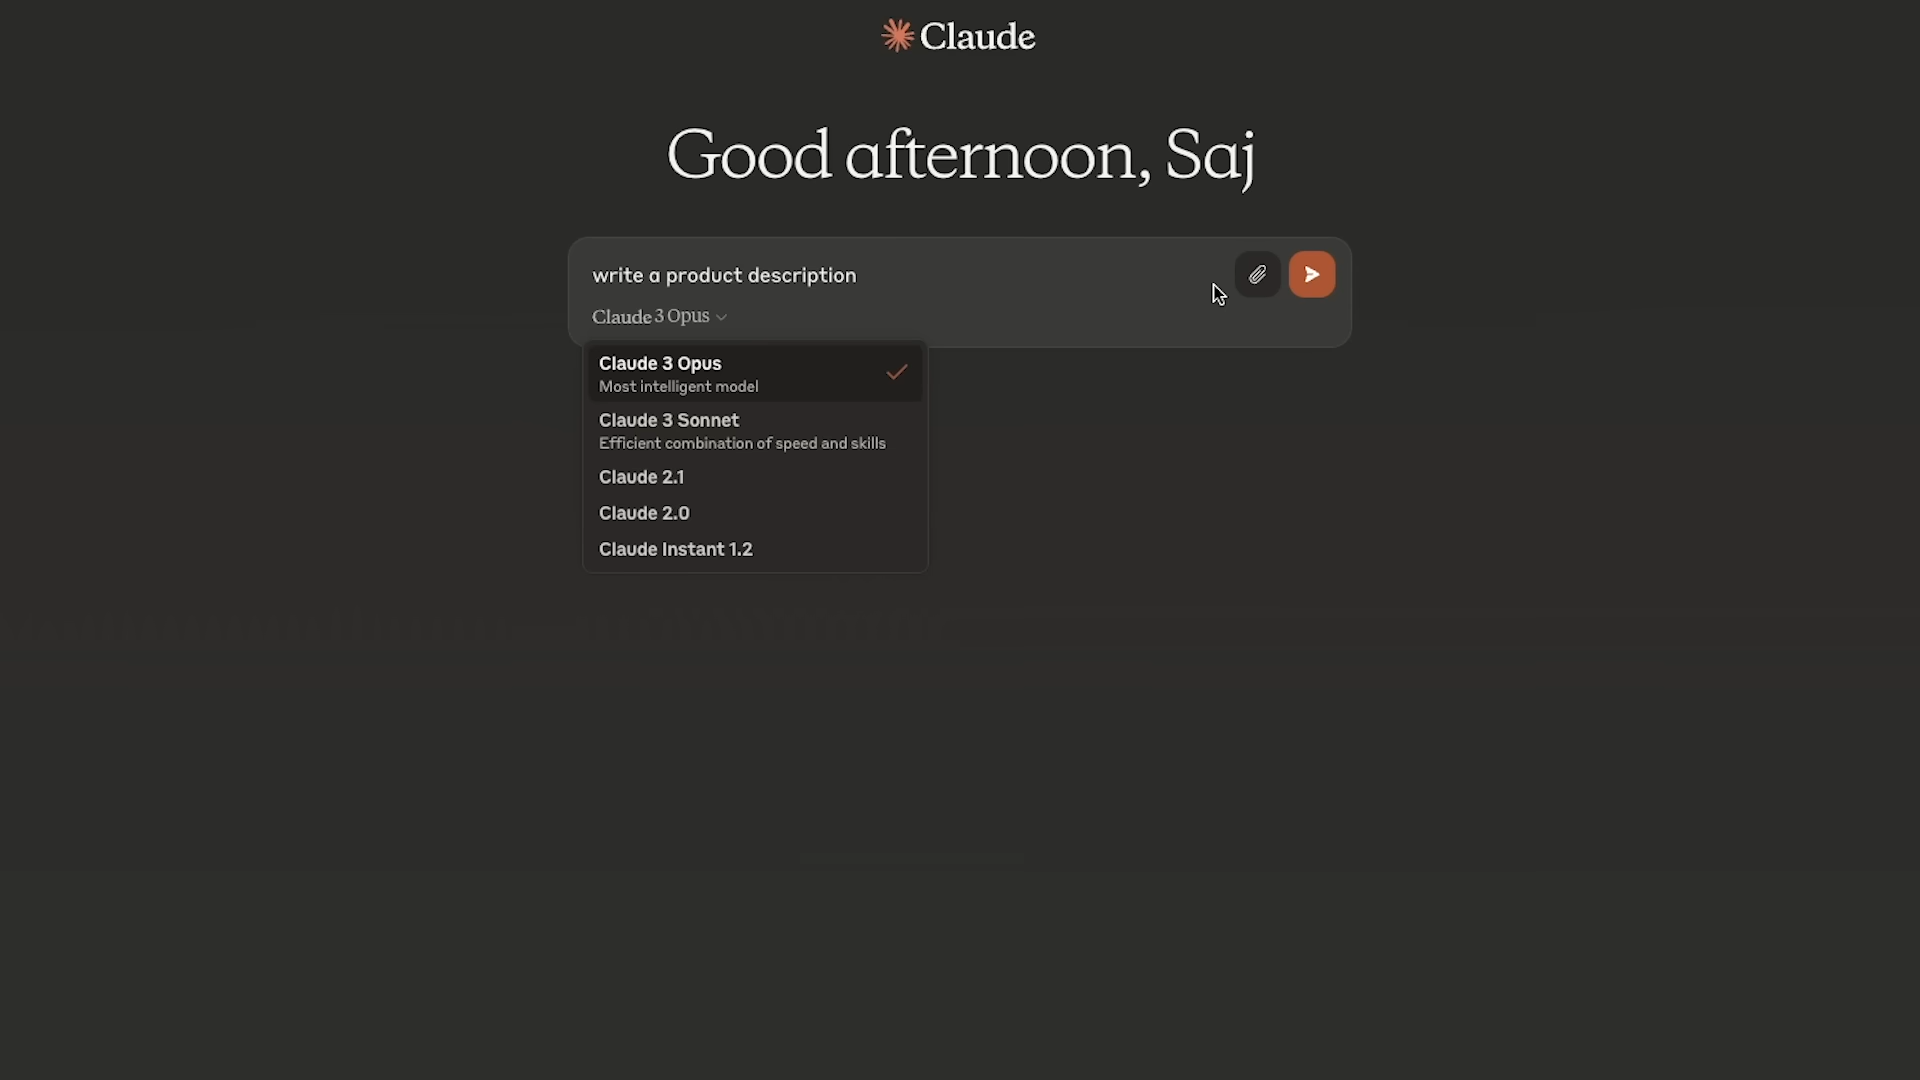 Claude
Good afternoon, Saj
write a product description
Claude 3 Opus
Claude 3 Opus
Most intelligent model
Claude 3 Sonnet
Efficient combination of speed and skills
Claude 2.1
Claude 2.0
Claude Instant 1.2